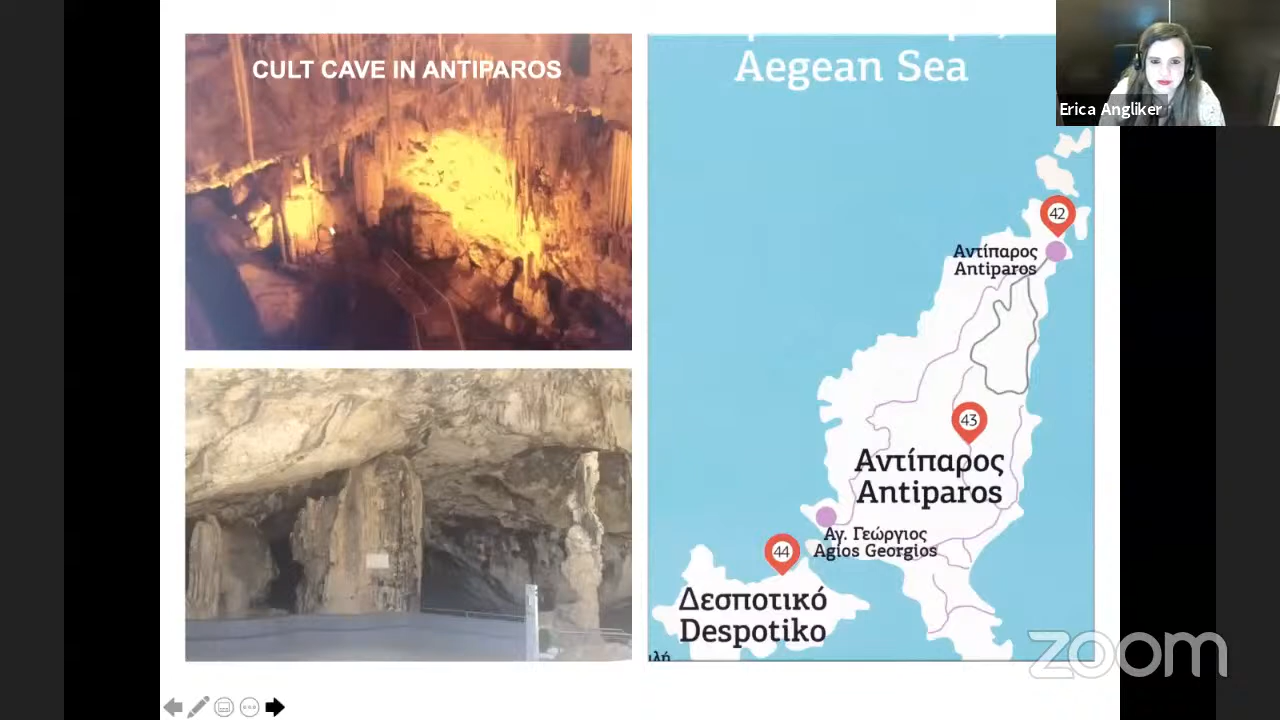 CULT CAVE IN ANTIPAROS
Aegean Sea
Erica Angliker
42
Αντίπαρος
Antiparos
43
Αντίπαρος
Antiparos
Αγ. Γεώργιος
Agios Georgios
44
Δεσποτικό
Despotiko
zoom